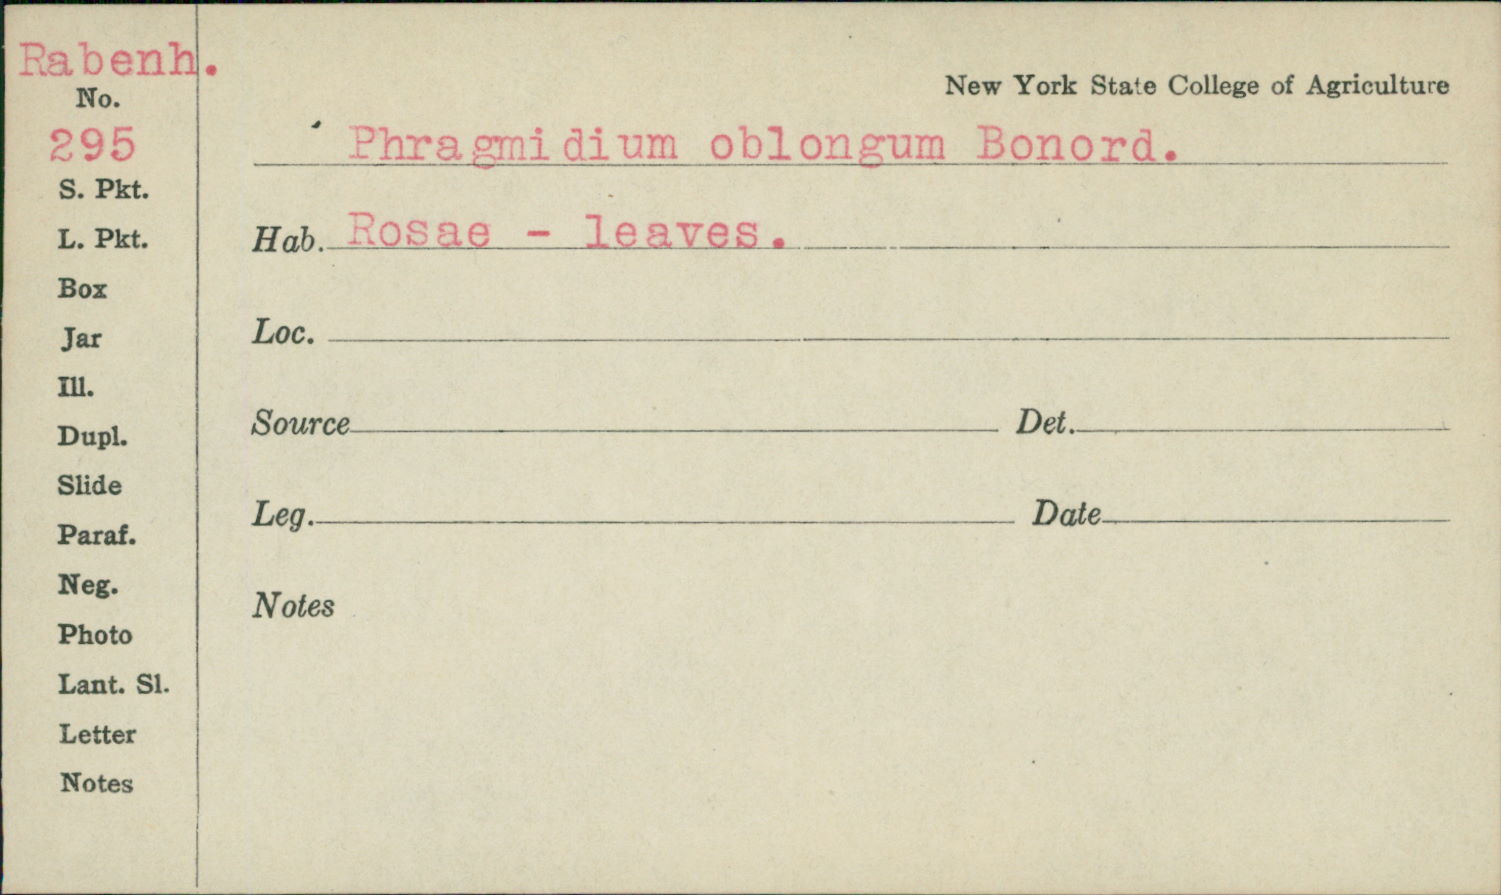 Rabenh.
No.
295
S. Pkt.
L. Pkt.
Box
Jar
Ill.
Dupl.
Slide
Paraf.
Neg.
Photo
Lant. Sl.
Letter
Notes
New York State College of Agriculture
Phragmidium oblongum Bonord.
Hab. Rosae - leaves.
Loc.
Source Det.
Leg. Date
Notes